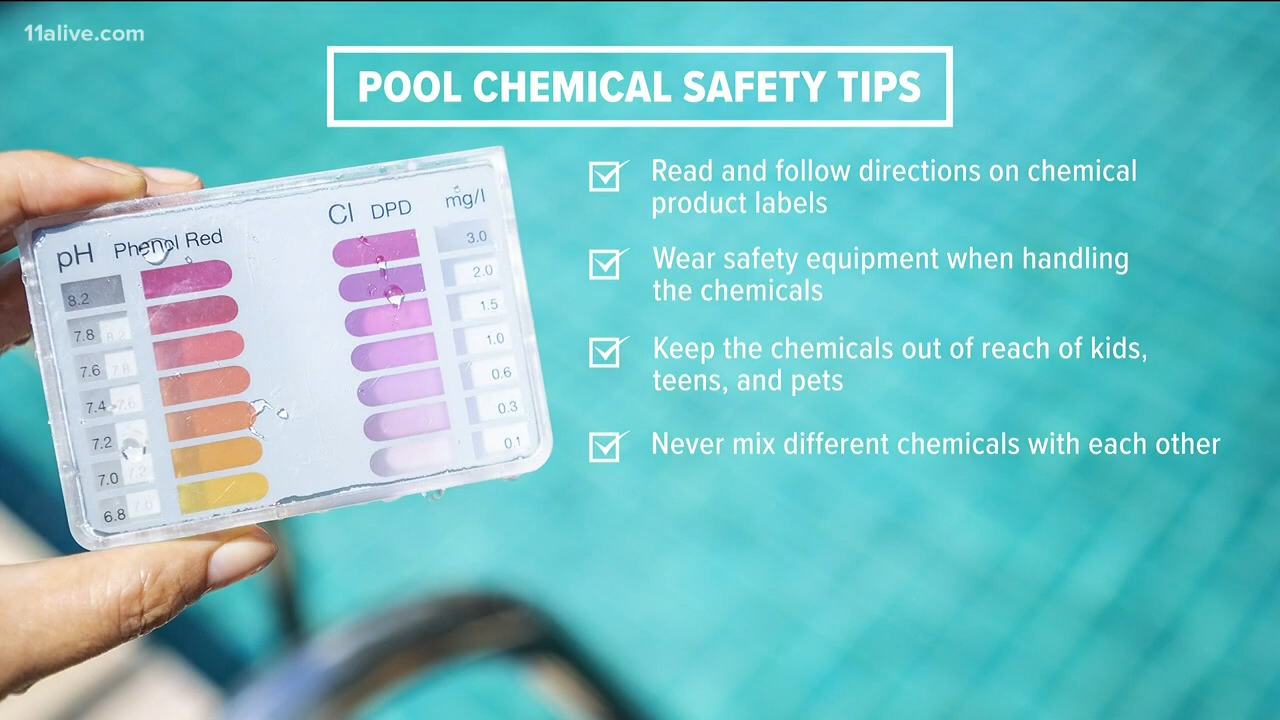 11alive.com
POOL CHEMICAL SAFETY TIPS
Read and follow directions on chemical
product labels
Wear safety equipment when handling
the chemicals
Keep the chemicals out of reach of kids,
teens, and pets
Never mix different chemicals with each other
pH Phenol Red
Cl DPD mg/l
8.2
7.8
7.6
7.4
7.2
7.0
6.8
3.0
2.0
1.5
1.0
0.6
0.3
0.1